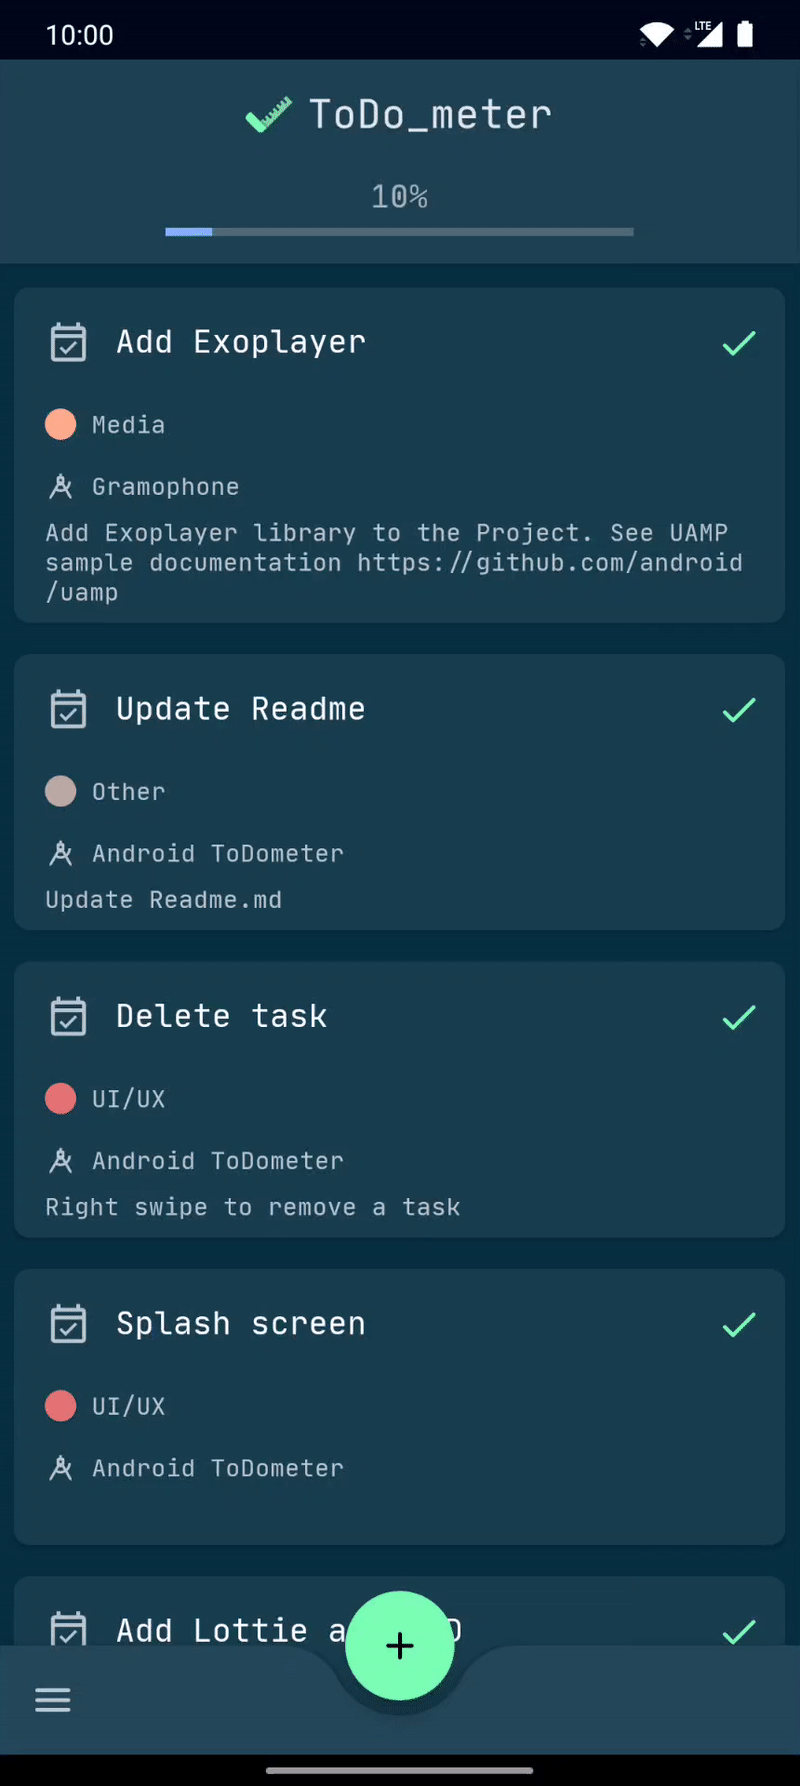 10:00
LTE
ToDo_meter
10%
Add Exoplayer
Media
Gramophone
Add Exoplayer library to the Project. See UAMP
sample documentation https://github.com/android
/uamp
Update Readme
Other
Android ToDometer
Update Readme.md
Delete task
UI/UX
Android ToDometer
Right swipe to remove a task
Splash screen
UI/UX
Android ToDometer
Add Lottie